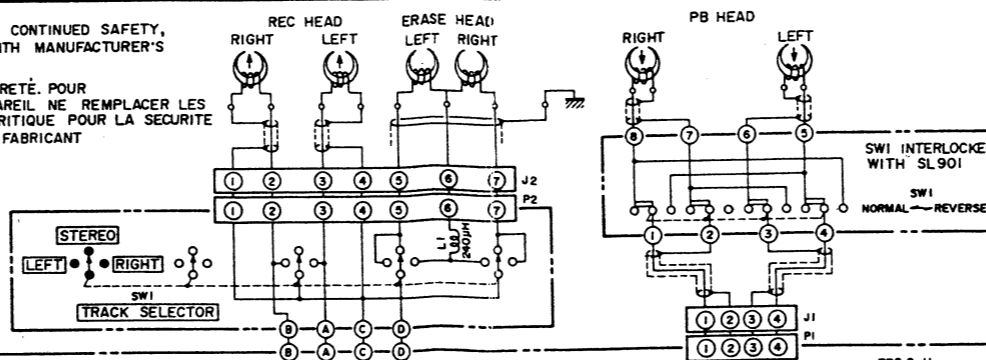 CONTINUED SAFETY,
ITH MANUFACTURER'S
RETÉ. POUR
AREIL NE REMPLACER LES
RITIQUE POUR LA SECURITE
FABRICANT
REC HEAD
RIGHT LEFT
ERASE HEAD
LEFT RIGHT
PB HEAD
RIGHT LEFT
8 7 6 5
SW1 INTERLOCKE
WITH SL901
SW1
NORMAL REVERSE
1 2 3 4
1 2 3 4 5 6 7 J2
1 2 3 4 5 6 7 P2
L1
240μH
STEREO
LEFT RIGHT
SW1
TRACK SELECTOR
B A C D
B A C D
1 2 3 4 J1
1 2 3 4 P1